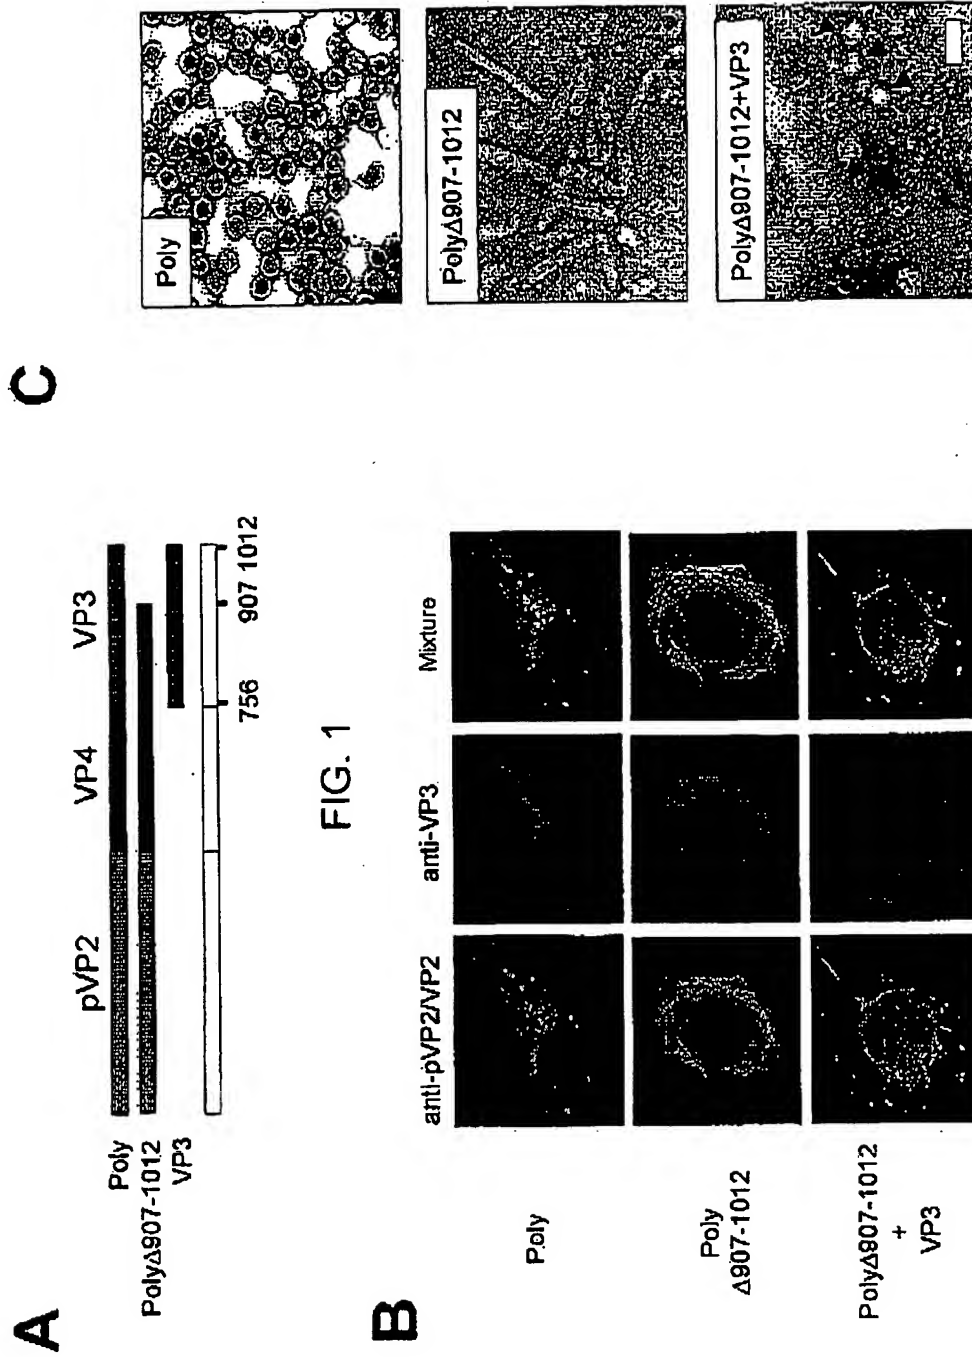 A
pVP2 VP4 VP3
Poly
PolyΔ907-1012
VP3
756 907 1012
FIG. 1
B
anti-pVP2/VP2 anti-VP3 Mixture
Poly
Poly
Δ907-1012
PolyΔ907-1012
+
VP3
C
Poly
PolyΔ907-1012
PolyΔ907-1012+VP3